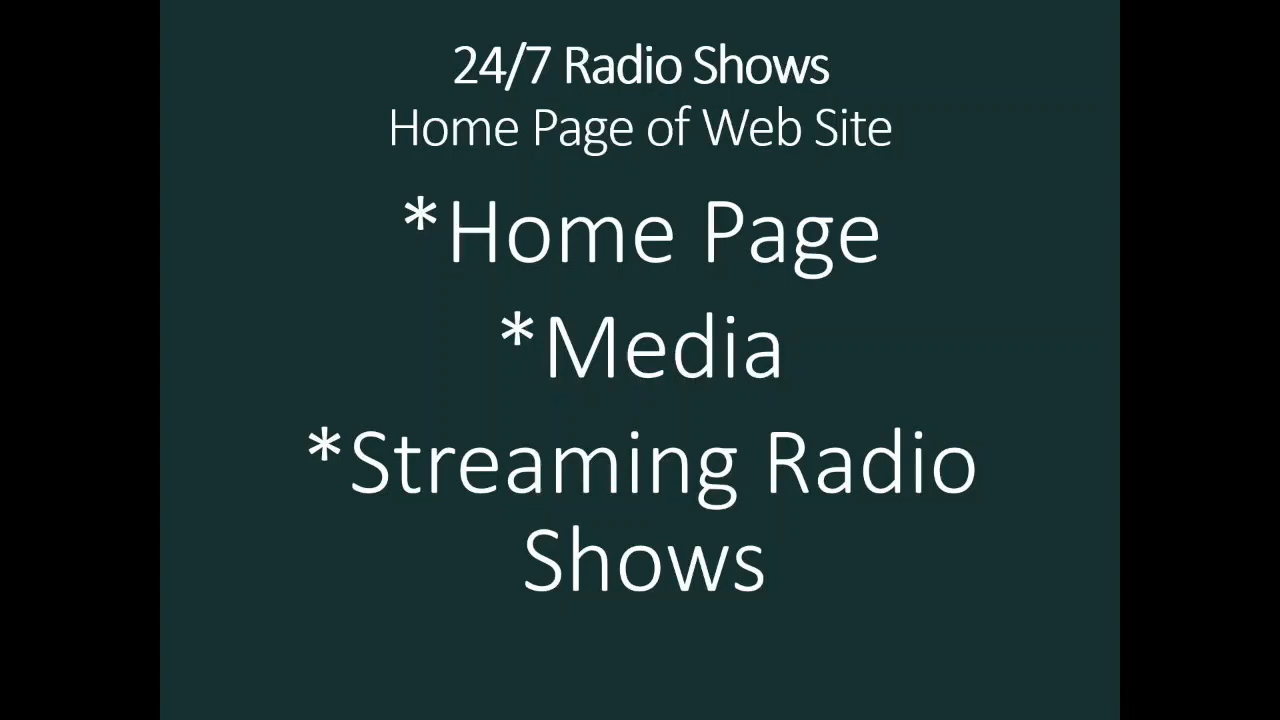 24/7 Radio Shows
Home Page of Web Site
*Home Page
*Media
*Streaming Radio
Shows